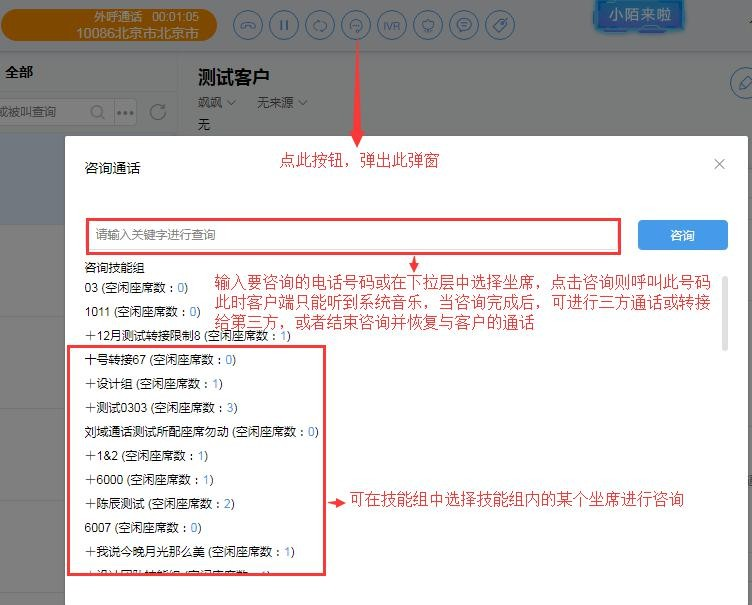 外呼通话 00:01:05
10086北京市北京市
IVR
小陌来啦
全部
测试客户
或被叫查询
飒飒
无来源
无
点此按钮，弹出此弹窗
咨询通话
请输入关键字进行查询
咨询
咨询技能组
03 (空闲座席数：0)
1011 (空闲座席数：0)
＋12月测试转接限制8 (空闲座席数：1)
输入要咨询的电话号码或在下拉层中选择坐席，点击咨询则呼叫此号码
此时客户端只能听到系统音乐，当咨询完成后，可进行三方通话或转接
给第三方，或者结束咨询并恢复与客户的通话
十号转接67 (空闲座席数：0)
＋设计组 (空闲座席数：1)
＋测试0303 (空闲座席数：3)
刘域通话测试所配座席勿动 (空闲座席数：0)
＋1&2 (空闲座席数：1)
＋6000 (空闲座席数：1)
＋陈辰测试 (空闲座席数：2)
可在技能组中选择技能组内的某个坐席进行咨询
6007 (空闲座席数：0)
＋我说今晚月光那么美 (空闲座席数：1)